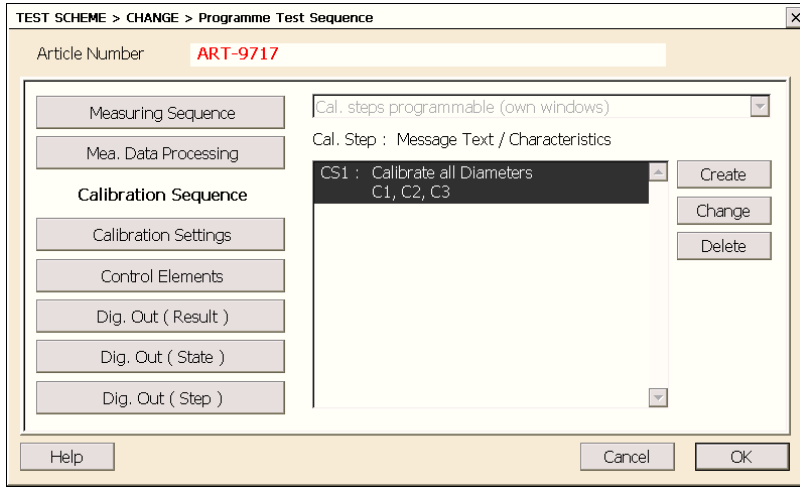 TEST SCHEME > CHANGE > Programme Test Sequence
Article Number ART-9717
Measuring Sequence
Mea. Data Processing
Calibration Sequence
Calibration Settings
Control Elements
Dig. Out ( Result )
Dig. Out ( State )
Dig. Out ( Step )
Cal. steps programmable (own windows)
Cal. Step : Message Text / Characteristics
CS1 : Calibrate all Diameters
C1, C2, C3
Create
Change
Delete
Help
Cancel
OK